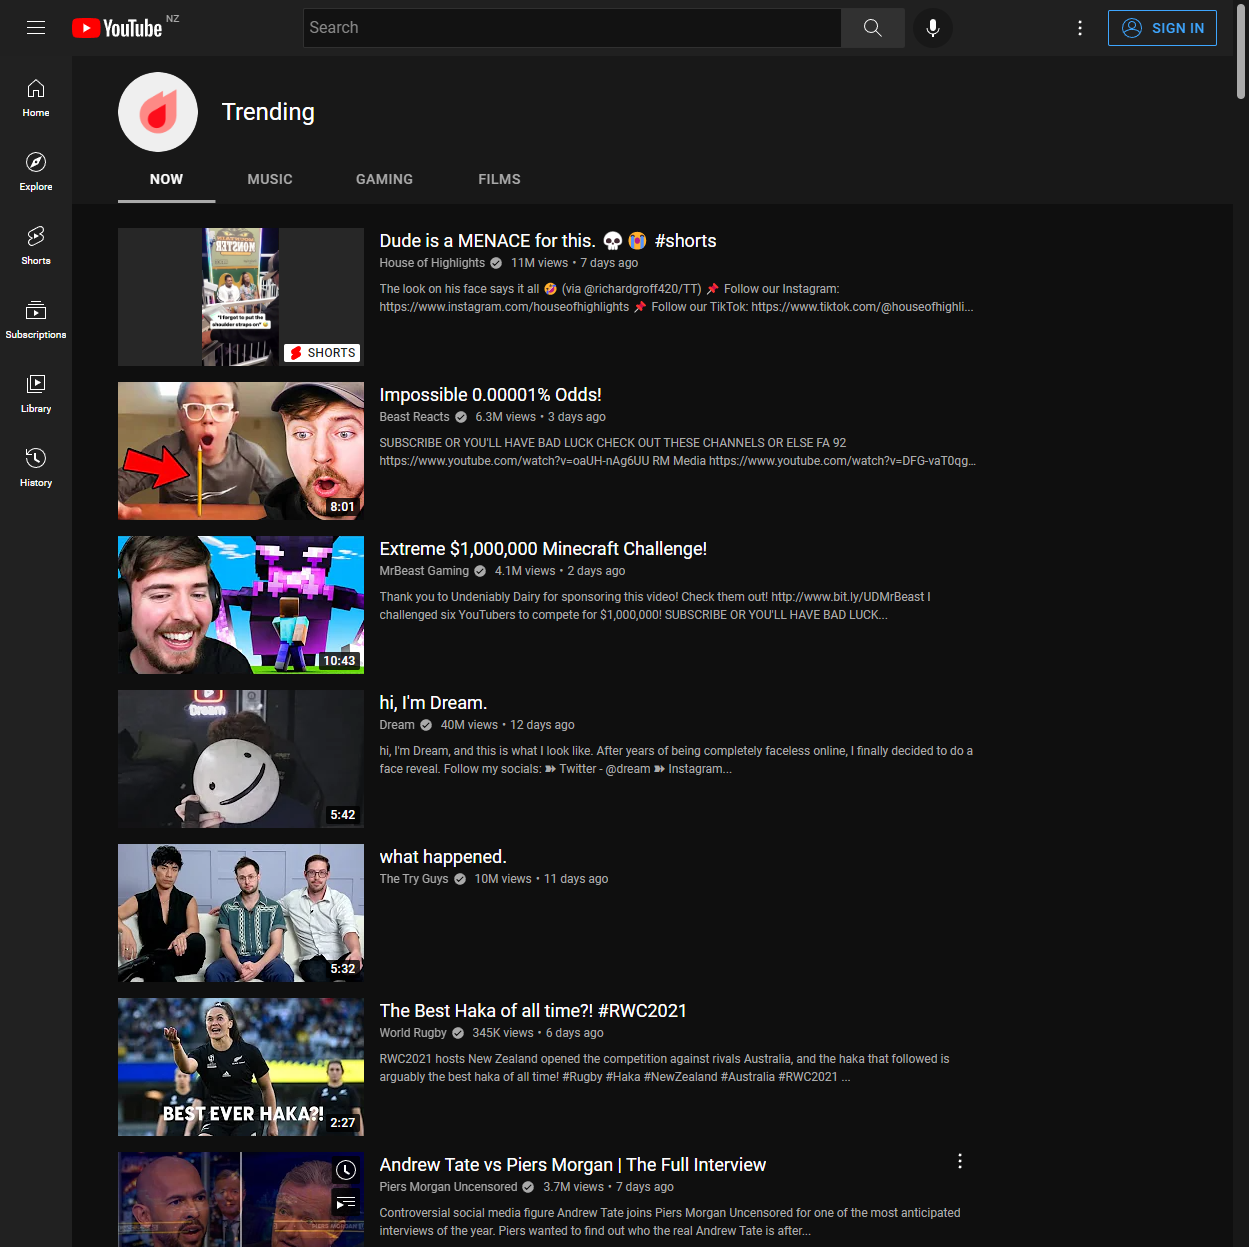 YouTube NZ
Search
SIGN IN
Home
Explore
Shorts
Subscriptions
Library
History
Trending
NOW
MUSIC
GAMING
FILMS
MONSTER
"I forgot to put the
shoulder straps on"
SHORTS
Dude is a MENACE for this. 💀 😭 #shorts
House of Highlights 11M views • 7 days ago
The look on his face says it all 🤣 (via @richardgroff420/TT) 📌 Follow our Instagram:
https://www.instagram.com/houseofhighlights 📌 Follow our TikTok: https://www.tiktok.com/@houseofhighli...
8:01
Impossible 0.00001% Odds!
Beast Reacts 6.3M views • 3 days ago
SUBSCRIBE OR YOU'LL HAVE BAD LUCK CHECK OUT THESE CHANNELS OR ELSE FA 92
https://www.youtube.com/watch?v=oaUH-nAg6UU RM Media https://www.youtube.com/watch?v=DFG-vaT0qg...
10:43
Extreme $1,000,000 Minecraft Challenge!
MrBeast Gaming 4.1M views • 2 days ago
Thank you to Undeniably Dairy for sponsoring this video! Check them out! http://www.bit.ly/UDMrBeast I
challenged six YouTubers to compete for $1,000,000! SUBSCRIBE OR YOU'LL HAVE BAD LUCK...
Dream
5:42
hi, I'm Dream.
Dream 40M views • 12 days ago
hi, I'm Dream, and this is what I look like. After years of being completely faceless online, I finally decided to do a
face reveal. Follow my socials: ➽ Twitter - @dream ➽ Instagram...
5:32
what happened.
The Try Guys 10M views • 11 days ago
BEST EVER HAKA?!
2:27
The Best Haka of all time?! #RWC2021
World Rugby 345K views • 6 days ago
RWC2021 hosts New Zealand opened the competition against rivals Australia, and the haka that followed is
arguably the best haka of all time! #Rugby #Haka #NewZealand #Australia #RWC2021 ...
Andrew Tate vs Piers Morgan | The Full Interview
Piers Morgan Uncensored 3.7M views • 7 days ago
Controversial social media figure Andrew Tate joins Piers Morgan Uncensored for one of the most anticipated
interviews of the year. Piers wanted to find out who the real Andrew Tate is after...